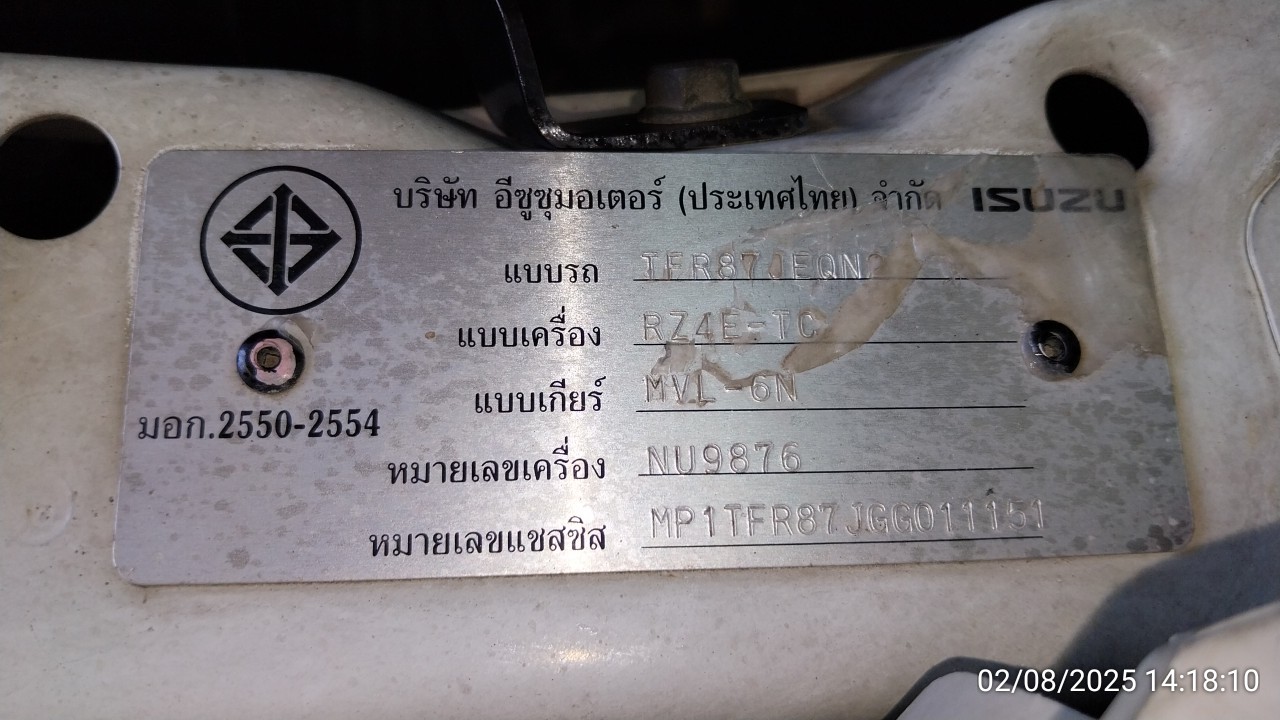 บริษัท อีซูซุมอเตอร์ (ประเทศไทย) จำกัด ISUZU
แบบรถ
แบบเครื่อง RZ4E-TC
แบบเกียร์ MVL-6N
มอก.2550-2554
หมายเลขเครื่อง NU9876
หมายเลขแชสซิส MP1TFR87JGG011151
02/08/2025 14:18:10